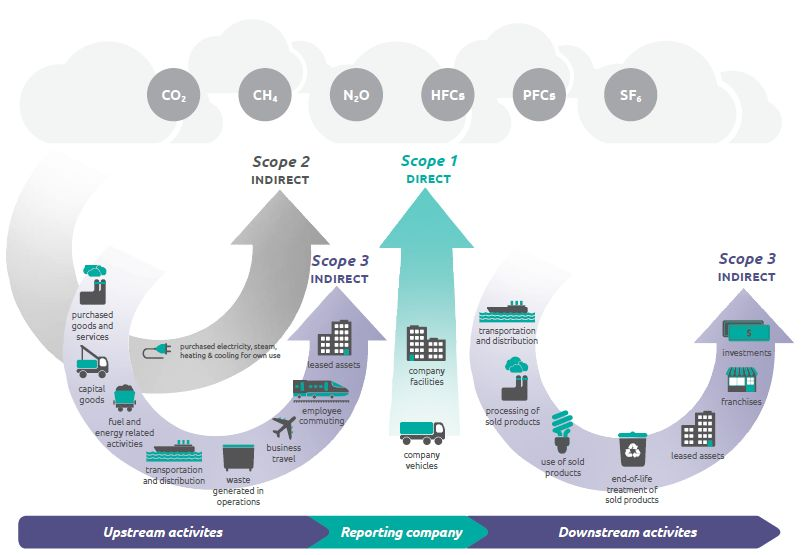 CO₂
CH₄
N₂O
HFCs
PFCs
SF₆
Scope 2
INDIRECT
Scope 1
DIRECT
Scope 3
INDIRECT
Scope 3
INDIRECT
purchased
goods and
services
capital
goods
fuel and
energy related
activities
transportation
and distribution
waste
generated in
operations
business
travel
employee
commuting
leased assets
purchased electricity, steam,
heating & cooling for own use
company
facilities
company
vehicles
transportation
and distribution
processing of
sold products
use of sold
products
end-of-life
treatment of
sold products
leased assets
franchises
$
investments
Upstream activites
Reporting company
Downstream activites